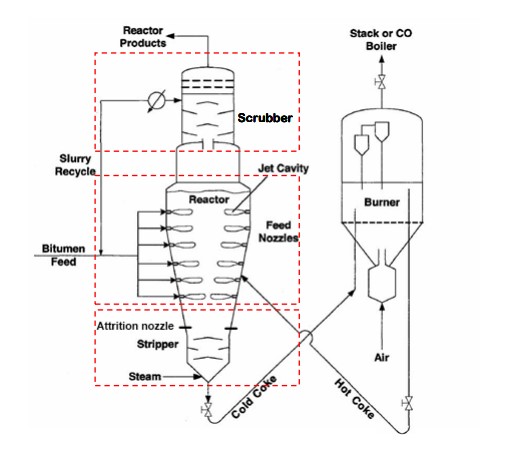 Reactor
Products
Stack or CO
Boiler
Scrubber
Slurry
Recycle
Jet Cavity
Reactor
Burner
Feed
Nozzles
Bitumen
Feed
Attrition nozzle
Stripper
Air
Steam
Cold Coke
Hot Coke